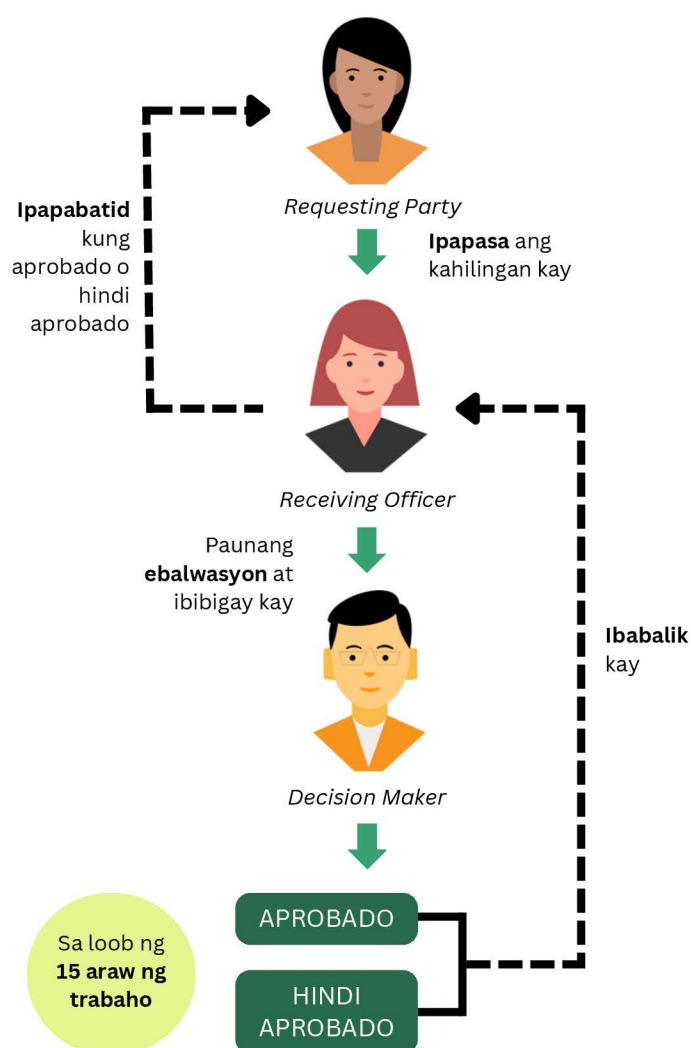 Requesting Party
Ipapasa ang
kahilingan kay
Ipapabatid
kung
aprobado o
hindi
aprobado
Receiving Officer
Paunang
ebalwasyon at
ibibigay kay
Decision Maker
Ibabalik
kay
APROBADO
HINDI
APROBADO
Sa loob ng
15 araw ng
trabaho